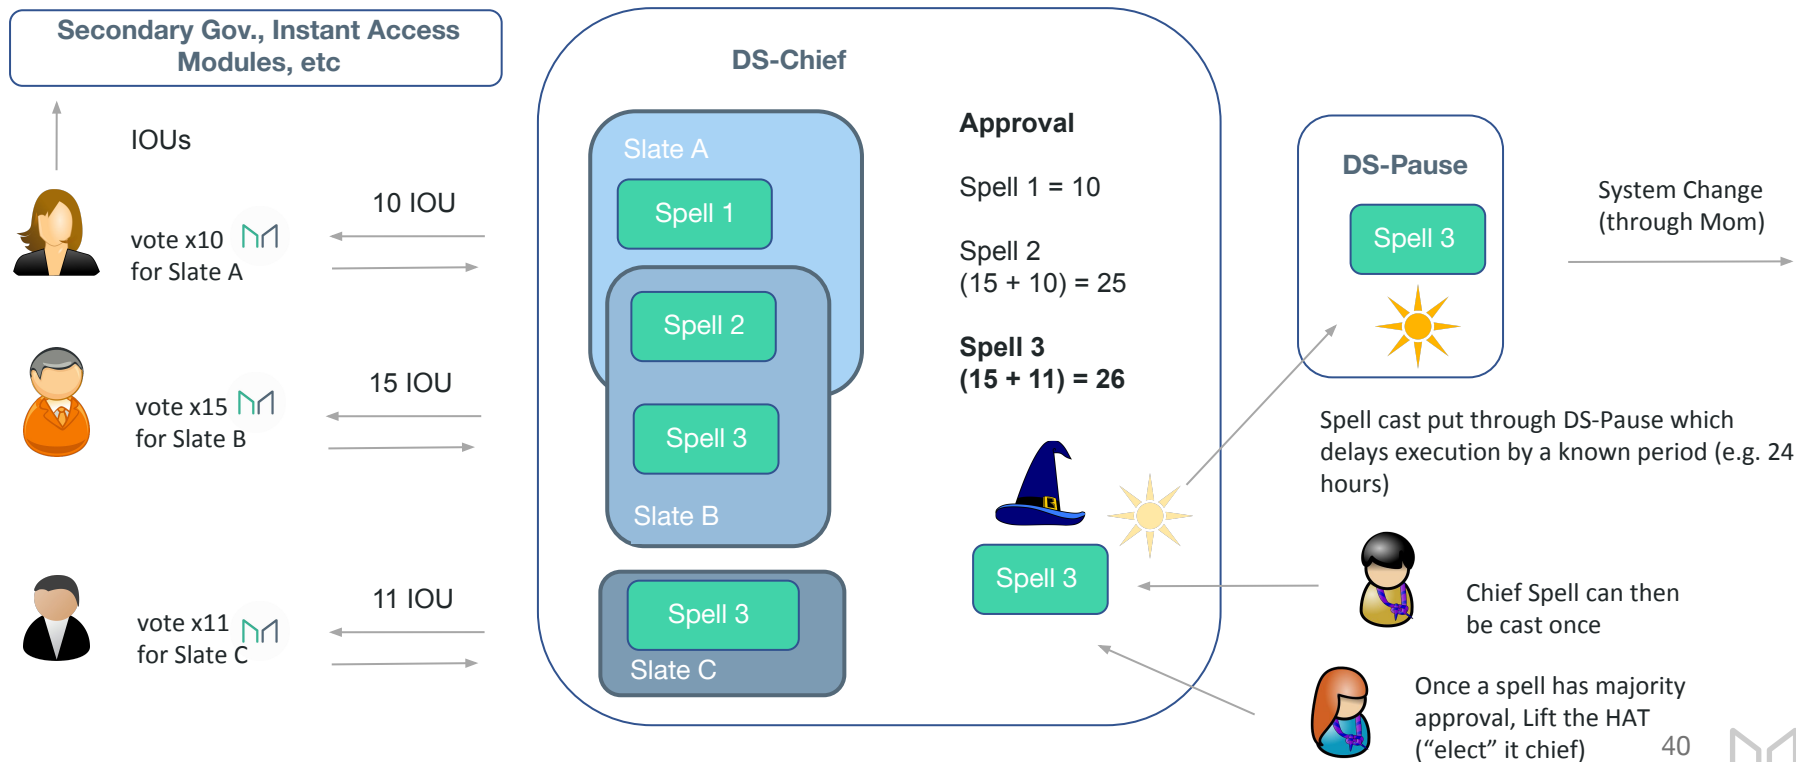 Secondary Gov., Instant Access
Modules, etc
IOUs
vote x10
for Slate A
10 IOU
vote x15
for Slate B
15 IOU
vote x11
for Slate C
11 IOU
DS-Chief
Slate A
Spell 1
Spell 2
Spell 3
Slate B
Spell 3
Slate C
Approval
Spell 1 = 10
Spell 2
(15 + 10) = 25
Spell 3
(15 + 11) = 26
Spell 3
DS-Pause
Spell 3
System Change
(through Mom)
Spell cast put through DS-Pause which
delays execution by a known period (e.g. 24
hours)
Chief Spell can then
be cast once
Once a spell has majority
approval, Lift the HAT
(“elect” it chief)
40